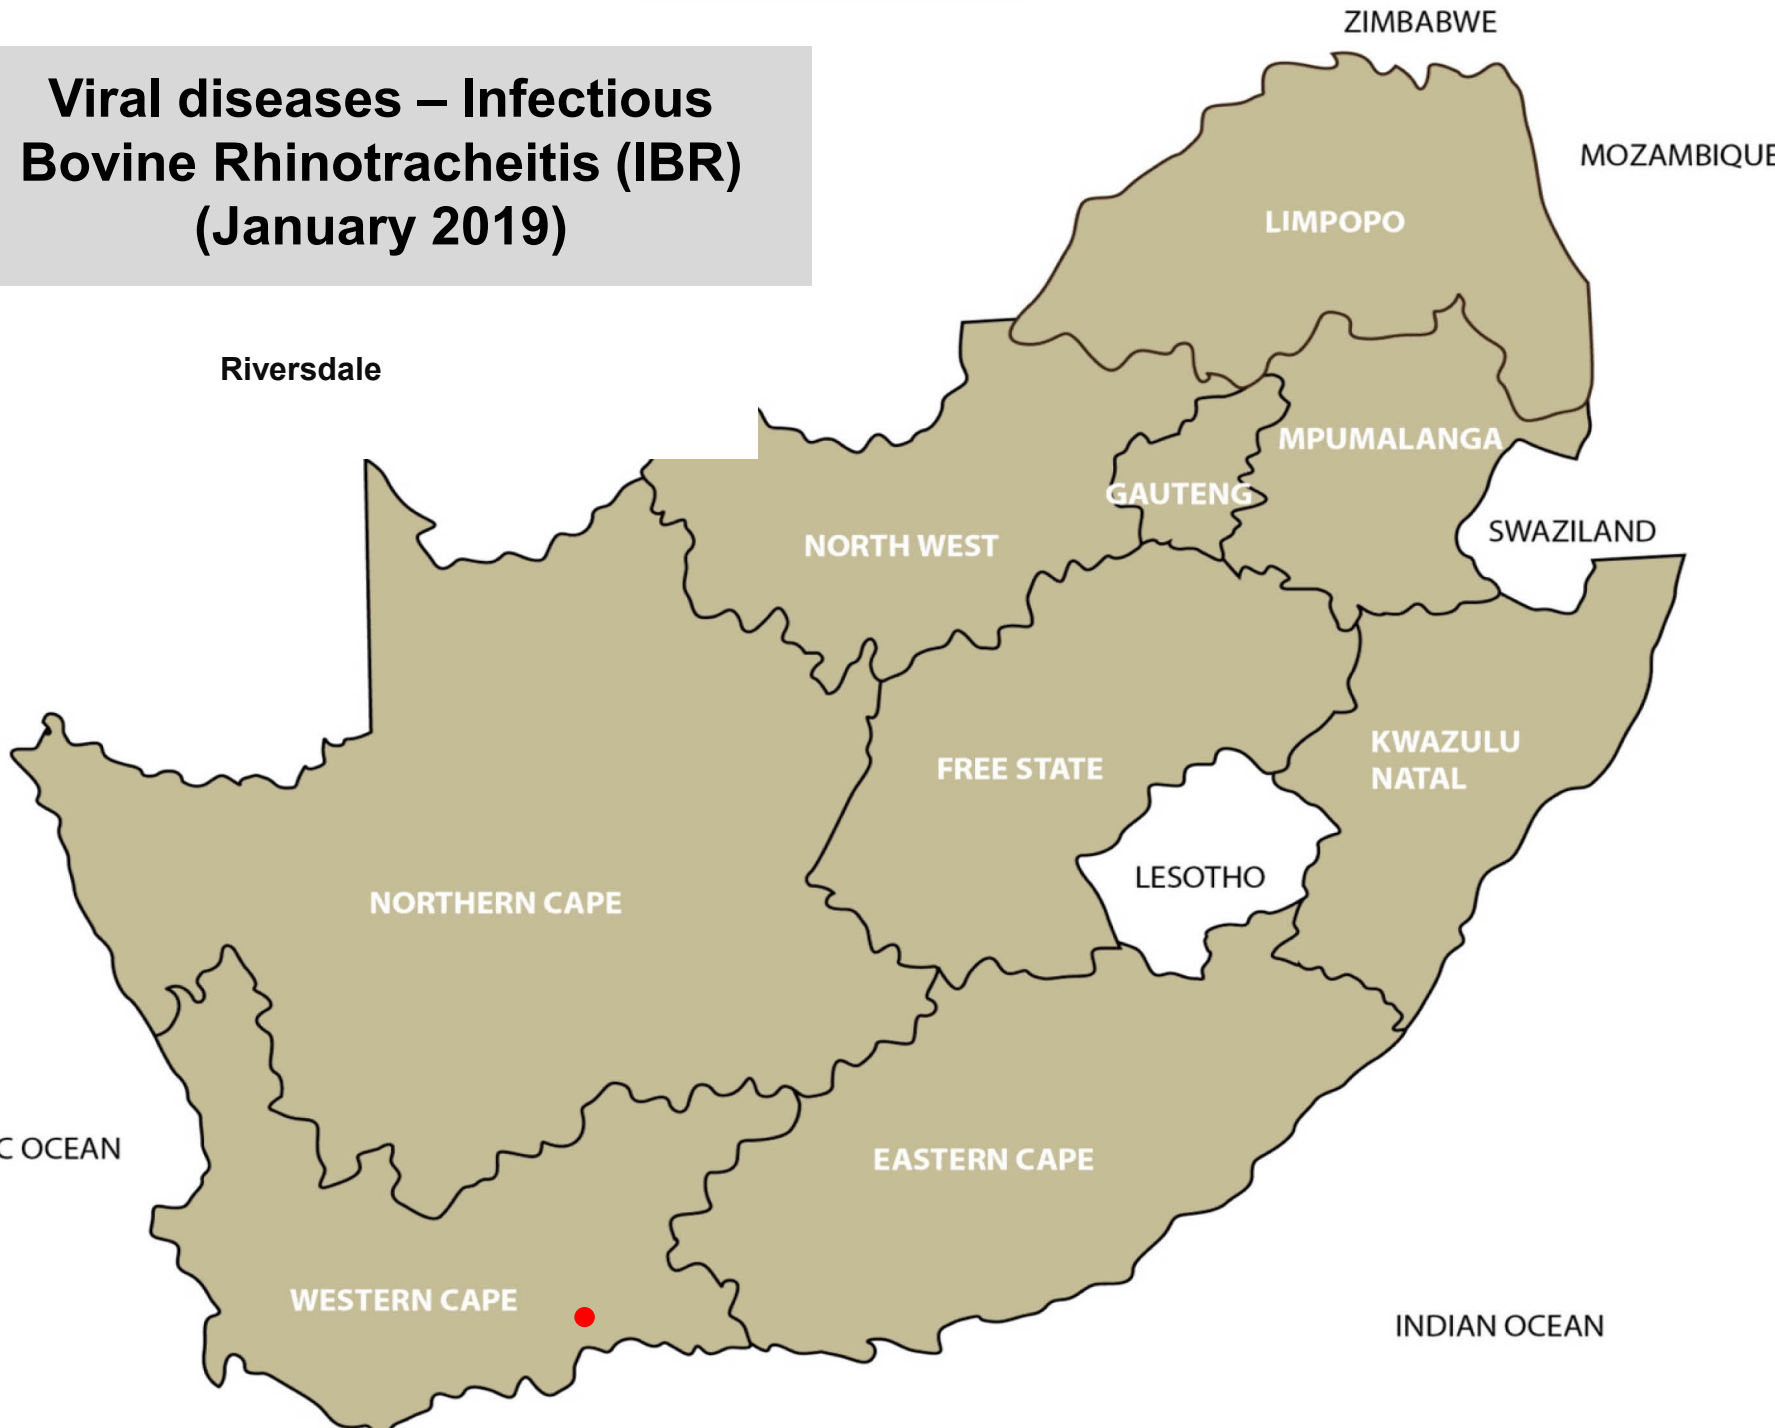 ZIMBABWE
Viral diseases – Infectious
Bovine Rhinotracheitis (IBR)
(January 2019)
MOZAMBIQUE
LIMPOPO
Riversdale
MPUMALANGA
GAUTENG
SWAZILAND
NORTH WEST
KWAZULU
NATAL
FREE STATE
LESOTHO
NORTHERN CAPE
C OCEAN
EASTERN CAPE
WESTERN CAPE
INDIAN OCEAN